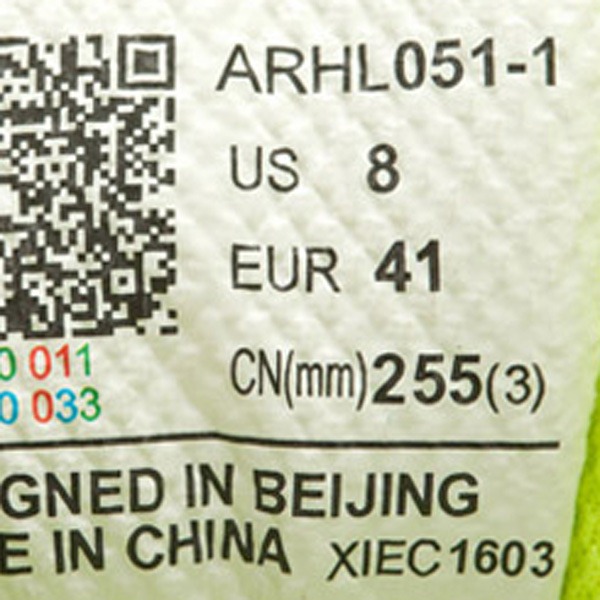 ARHL051-1
US 8
EUR 41
CN(mm)255(3)
0 011
0 033
GNED IN BEIJING
E IN CHINA XIEC1603